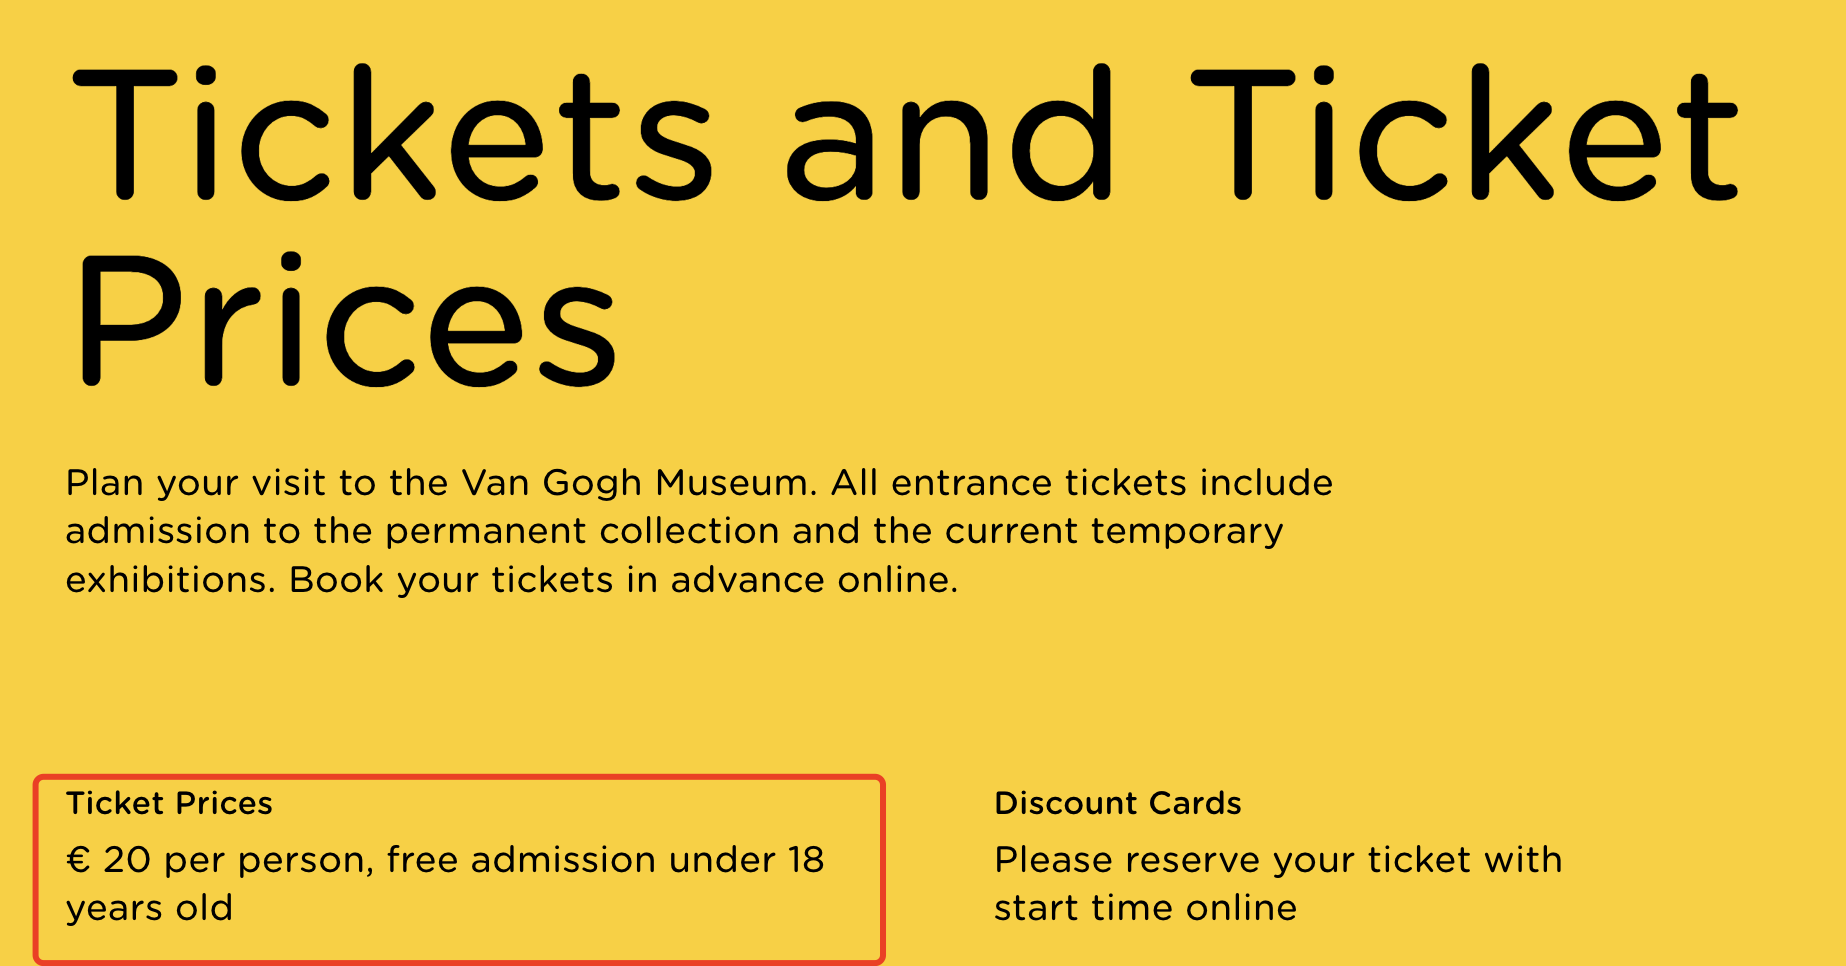 Tickets and Ticket
Prices
Plan your visit to the Van Gogh Museum. All entrance tickets include
admission to the permanent collection and the current temporary
exhibitions. Book your tickets in advance online.
Ticket Prices
€ 20 per person, free admission under 18
years old
Discount Cards
Please reserve your ticket with
start time online